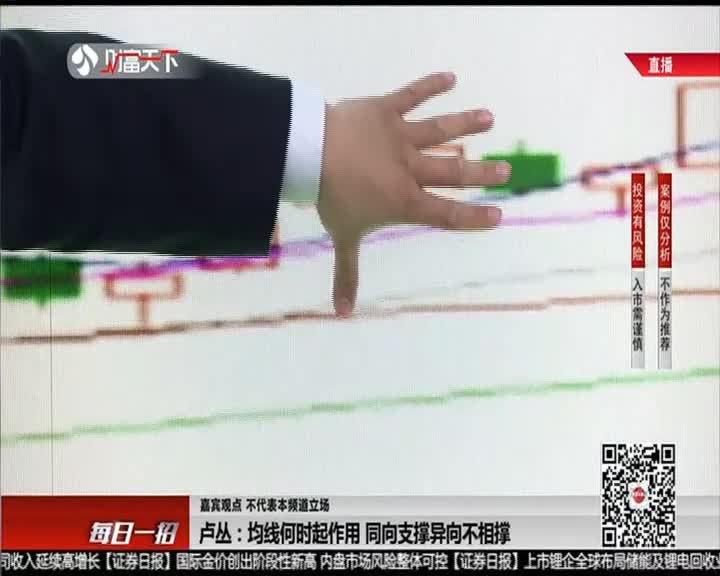 财富天下
直播
案例仅分析 不作为推荐
投资有风险 入市需谨慎
嘉宾观点 不代表本频道立场
每日一招
卢丛：均线何时起作用 同向支撑异向不相撑
司收入延续高增长【证券日报】国际金价创出阶段性新高 内盘市场风险整体可控【证券日报】上市锂企全球布局储能及锂电回收